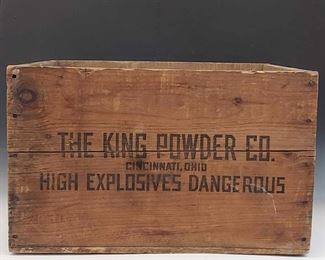 THE KING POWDER CO.
CINCINNATI, OHIO
HIGH EXPLOSIVES DANGEROUS